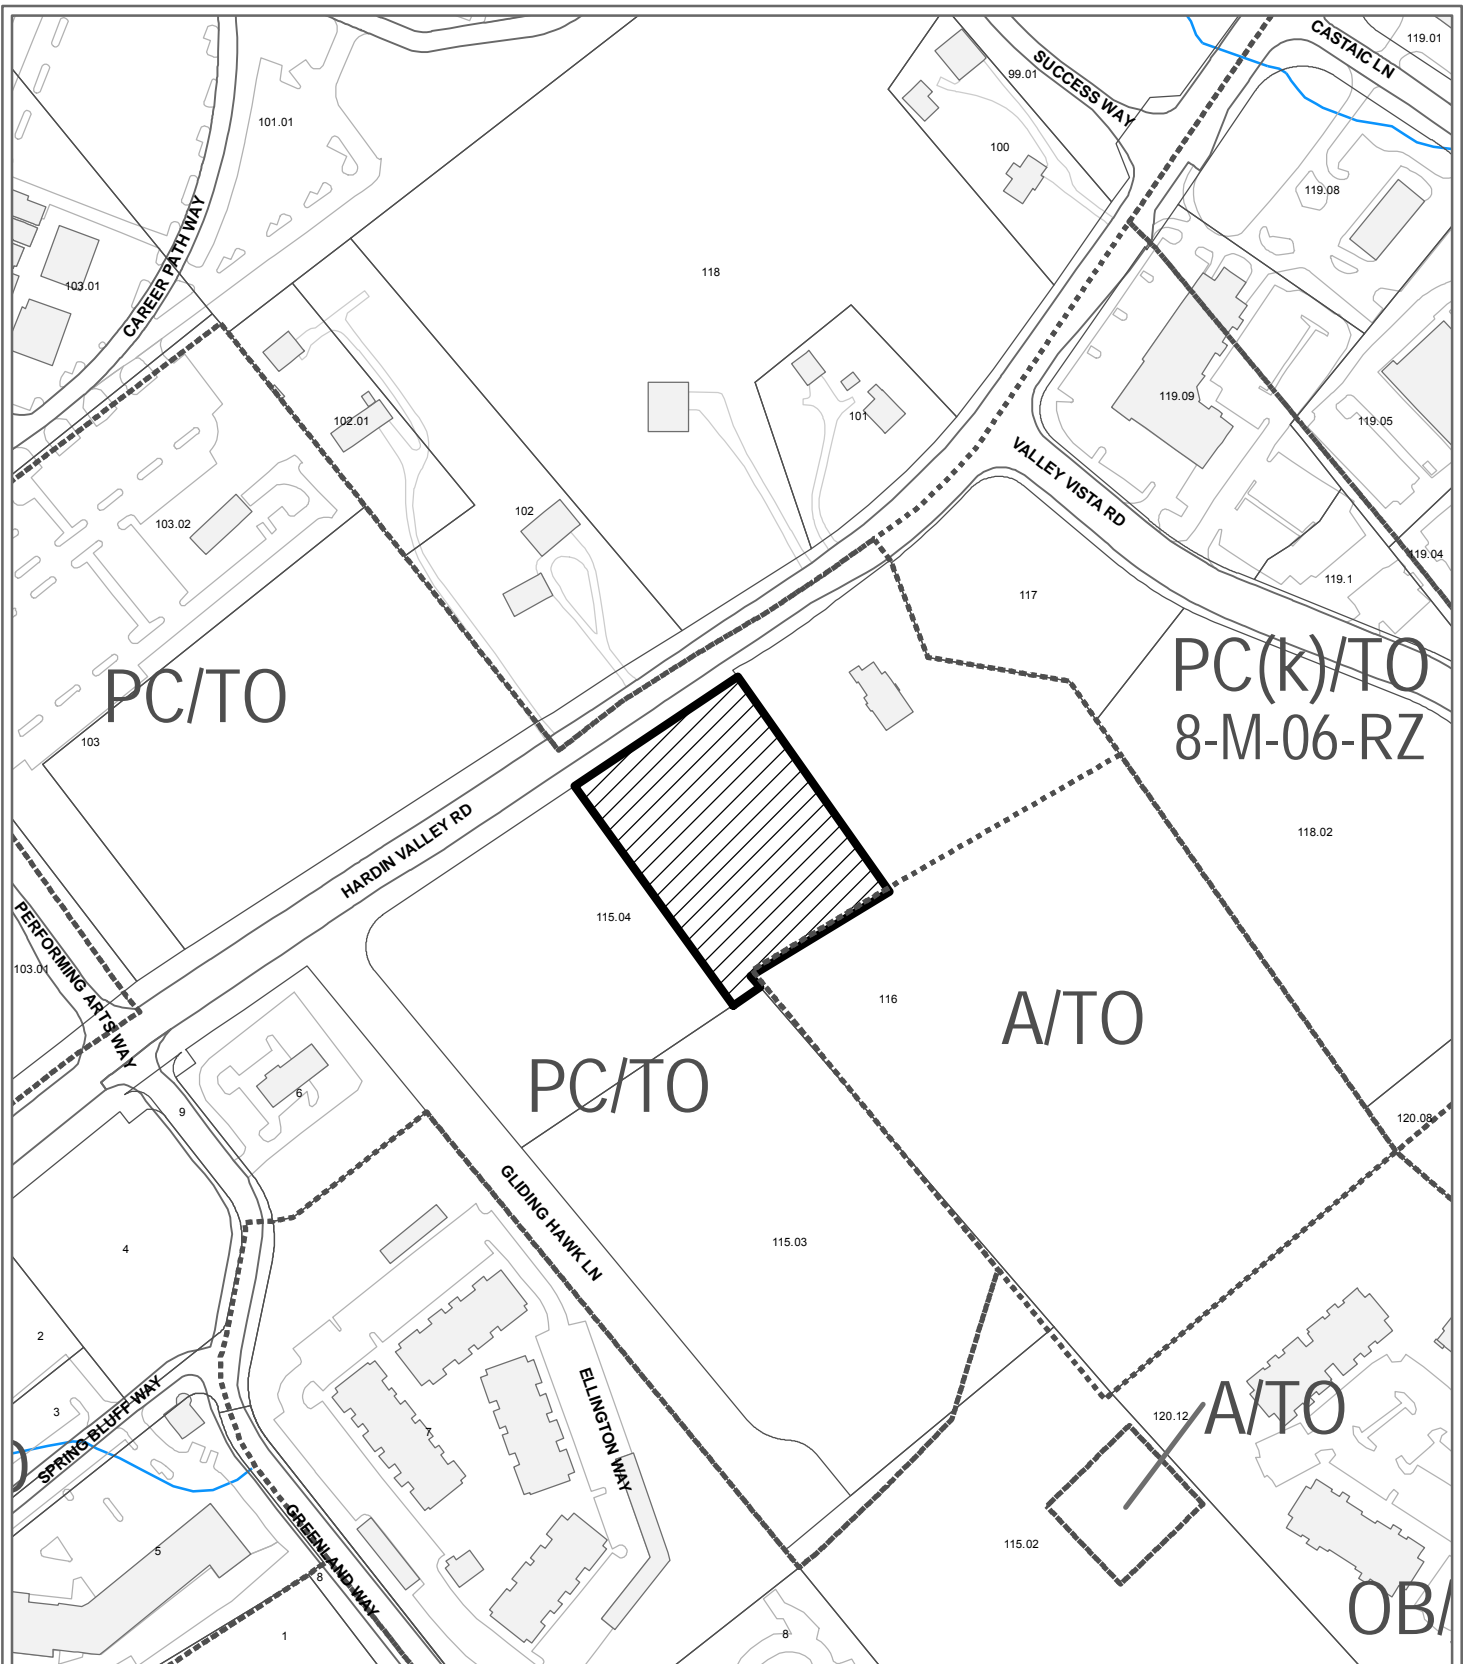 CASTAIC LN
119.01
SUCCESS WAY
99.01
101.01
100
119.08
CAREER PATH WAY
103.01
118
119.09
102.01
101
119.05
VALLEY VISTA RD
102
103.02
119.04
119.1
117
PC(k)/TO
8-M-06-RZ
PC/TO
103
118.02
HARDIN VALLEY RD
115.04
PERFORMING ARTS WAY
103.01
116
A/TO
PC/TO
6
9
120.08
GLIDING HAWK LN
4
115.03
2
ELLINGTON WAY
SPRING BLUFF WAY
3
7
120.12
A/TO
GREENLAND WAY
5
115.02
8
OB/
1
8